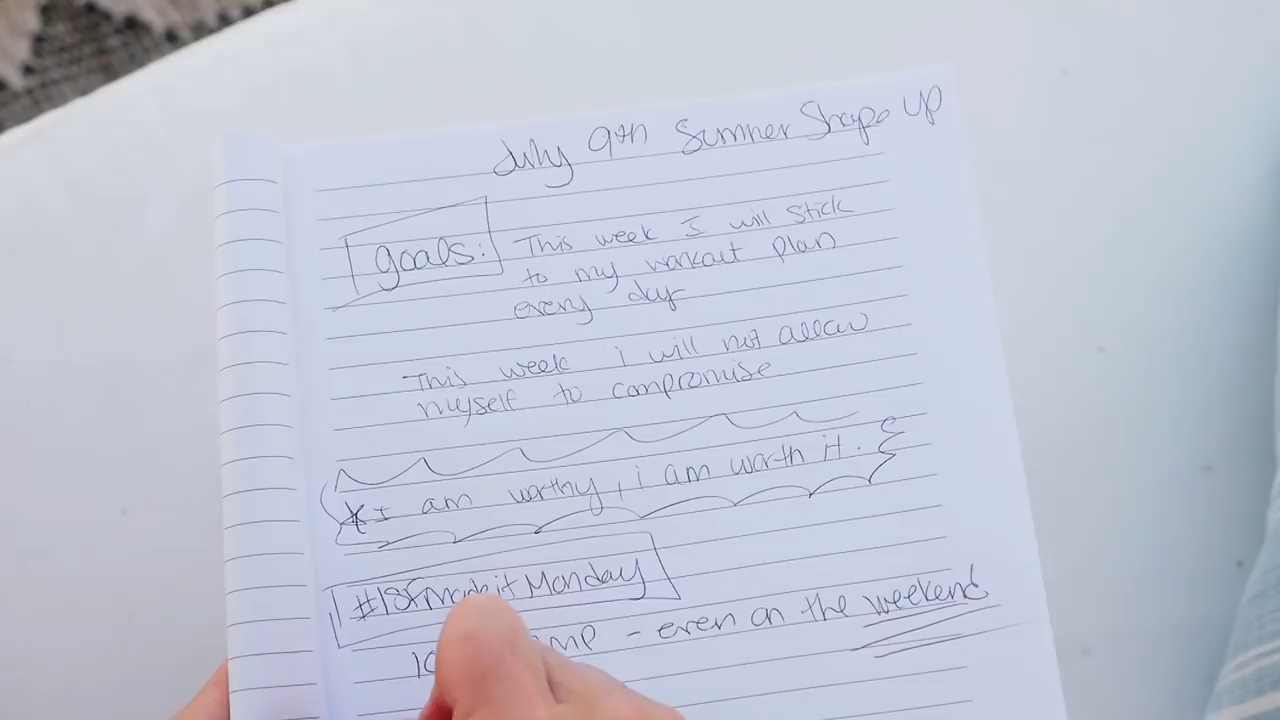 July 9th Summer Shape Up
goals:
This week I will stick
to my workout plan
every day
This week i will not allow
myself to compromise
*I am worthy, i am worth it.
Monday
- even on the weekend